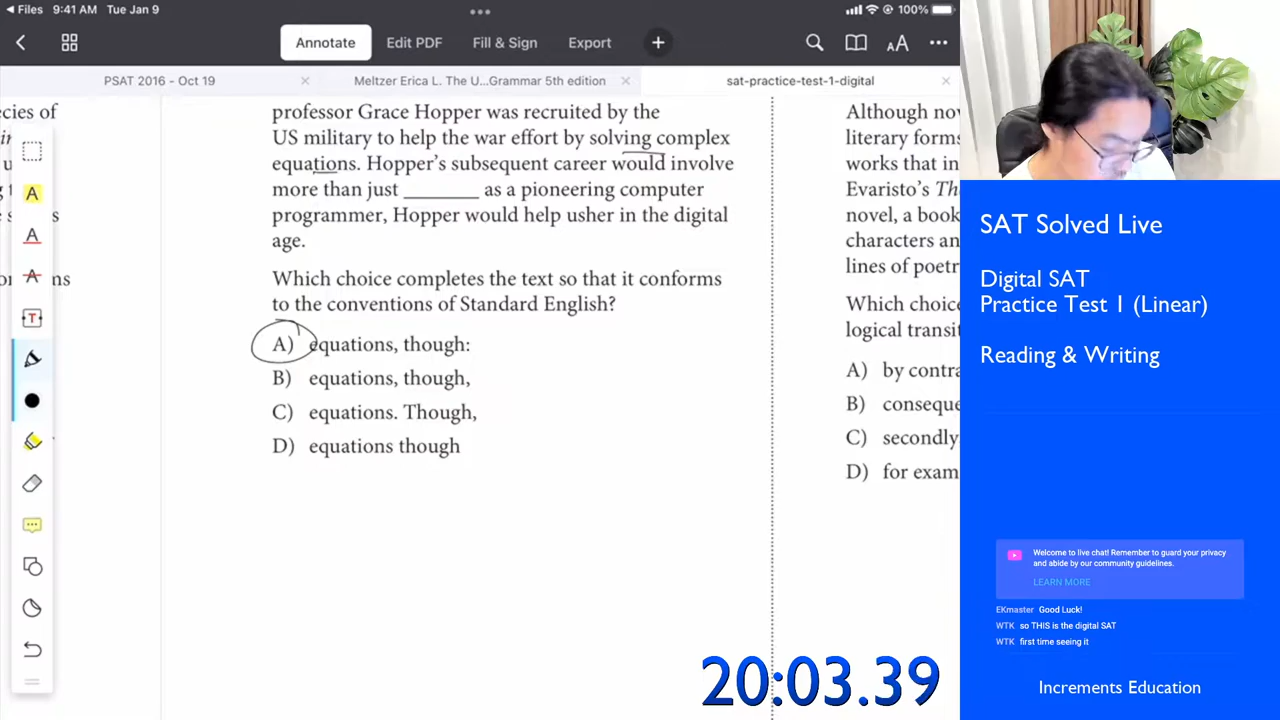 Files 9:41 AM Tue Jan 9 100%
Annotate Edit PDF Fill & Sign Export
PSAT 2016 - Oct 19 Meltzer Erica L. The U...Grammar 5th edition sat-practice-test-1-digital
ecies of
professor Grace Hopper was recruited by the
US military to help the war effort by solving complex
equations. Hopper's subsequent career would involve
more than just ________ as a pioneering computer
programmer, Hopper would help usher in the digital
age.
Which choice completes the text so that it conforms
to the conventions of Standard English?
A) equations, though:
B) equations, though,
C) equations. Though,
D) equations though
Although nov
literary forms
works that in
Evaristo's Th
novel, a book
characters an
lines of poetr
Which choice
logical transit
A) by contra
B) conseque
C) secondly
D) for exam
20:03.39
SAT Solved Live
Digital SAT
Practice Test 1 (Linear)
Reading & Writing
Welcome to live chat! Remember to guard your privacy
and abide by our community guidelines.
LEARN MORE
EKmaster Good Luck!
WTK so THIS is the digital SAT
WTK first time seeing it
Increments Education